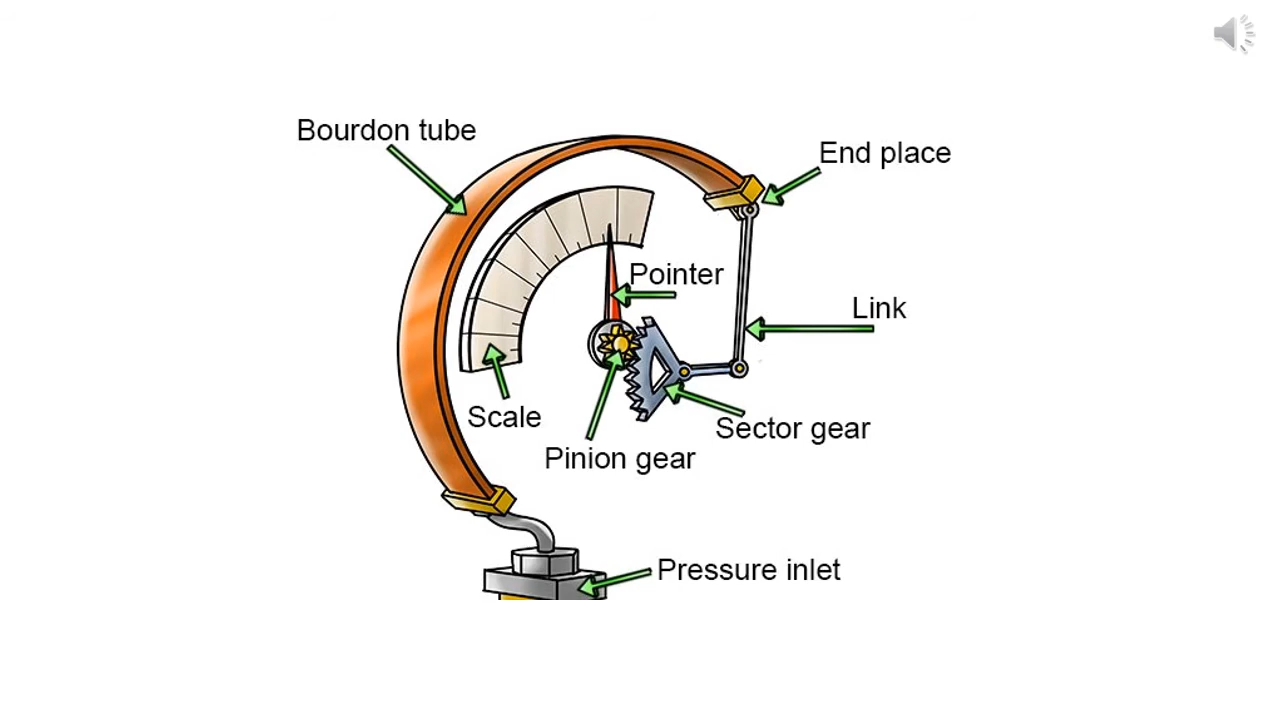 Bourdon tube
End place
Pointer
Link
Scale
Sector gear
Pinion gear
Pressure inlet